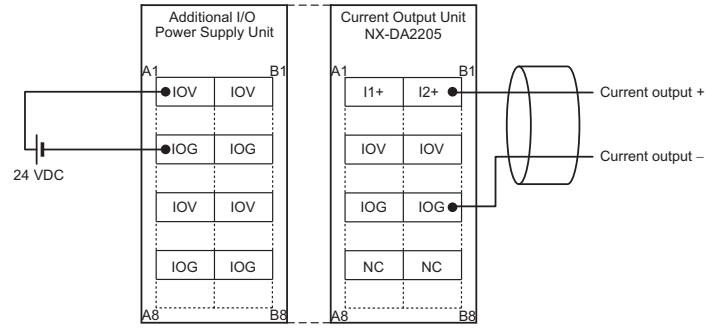 Additional I/O
Power Supply Unit
Current Output Unit
NX-DA2205
A1 B1
A1 B1
IOV IOV
I1+ I2+
Current output +
IOG IOG
IOV IOV
Current output –
24 VDC
IOV IOV
IOG IOG
IOG IOG
NC NC
A8 B8
A8 B8